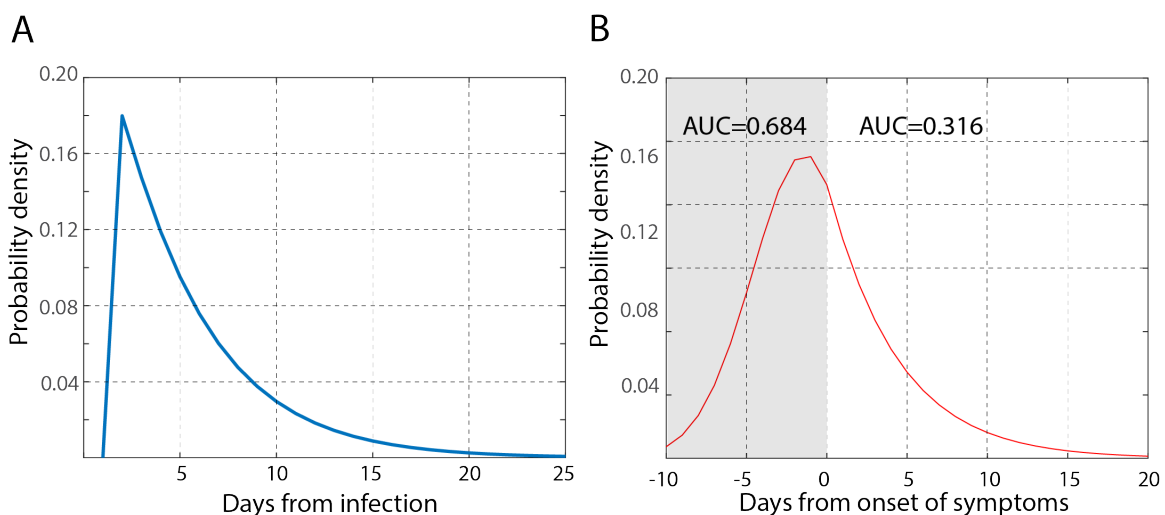 A
Probability density
0.20
0.16
0.12
0.08
0.04
5
10
15
20
25
Days from infection
B
Probability density
0.20
0.16
0.12
0.08
0.04
AUC=0.684
AUC=0.316
-10
-5
0
5
10
15
20
Days from onset of symptoms